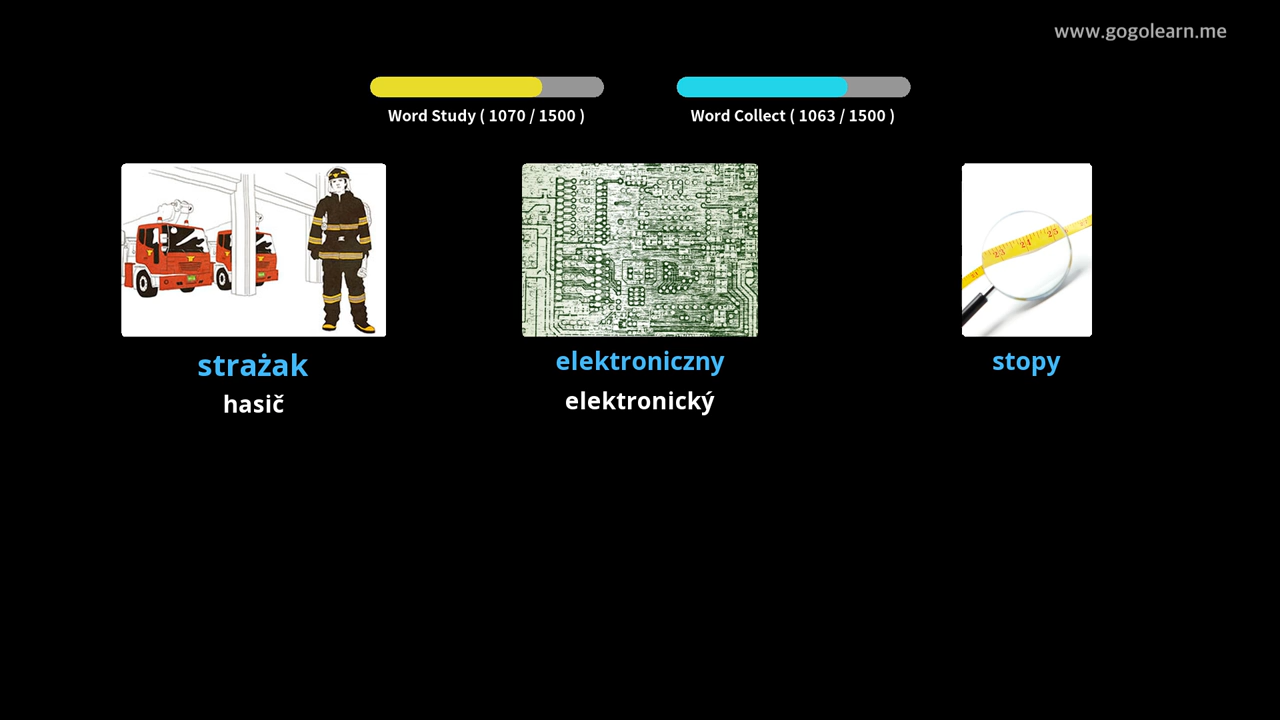 www.gogolearn.me
Word Study ( 1070 / 1500 )
Word Collect ( 1063 / 1500 )
strażak
elektroniczny
stopy
hasič
elektronický